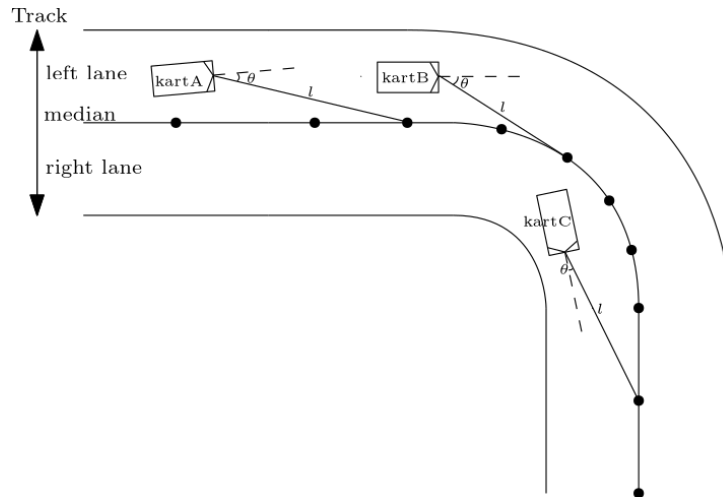 Track
left lane
median
right lane
kartA
θ
l
kartB
θ
l
kartC
θ
l